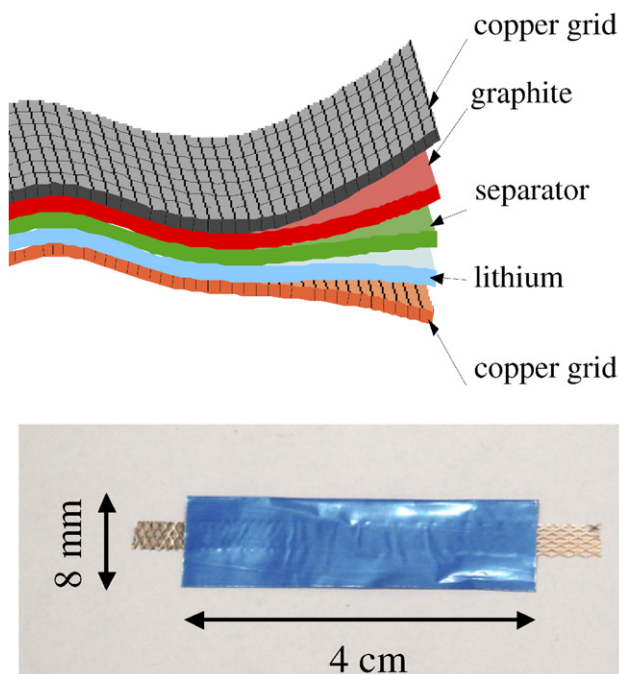 copper grid
graphite
separator
lithium
copper grid
8 mm
4 cm